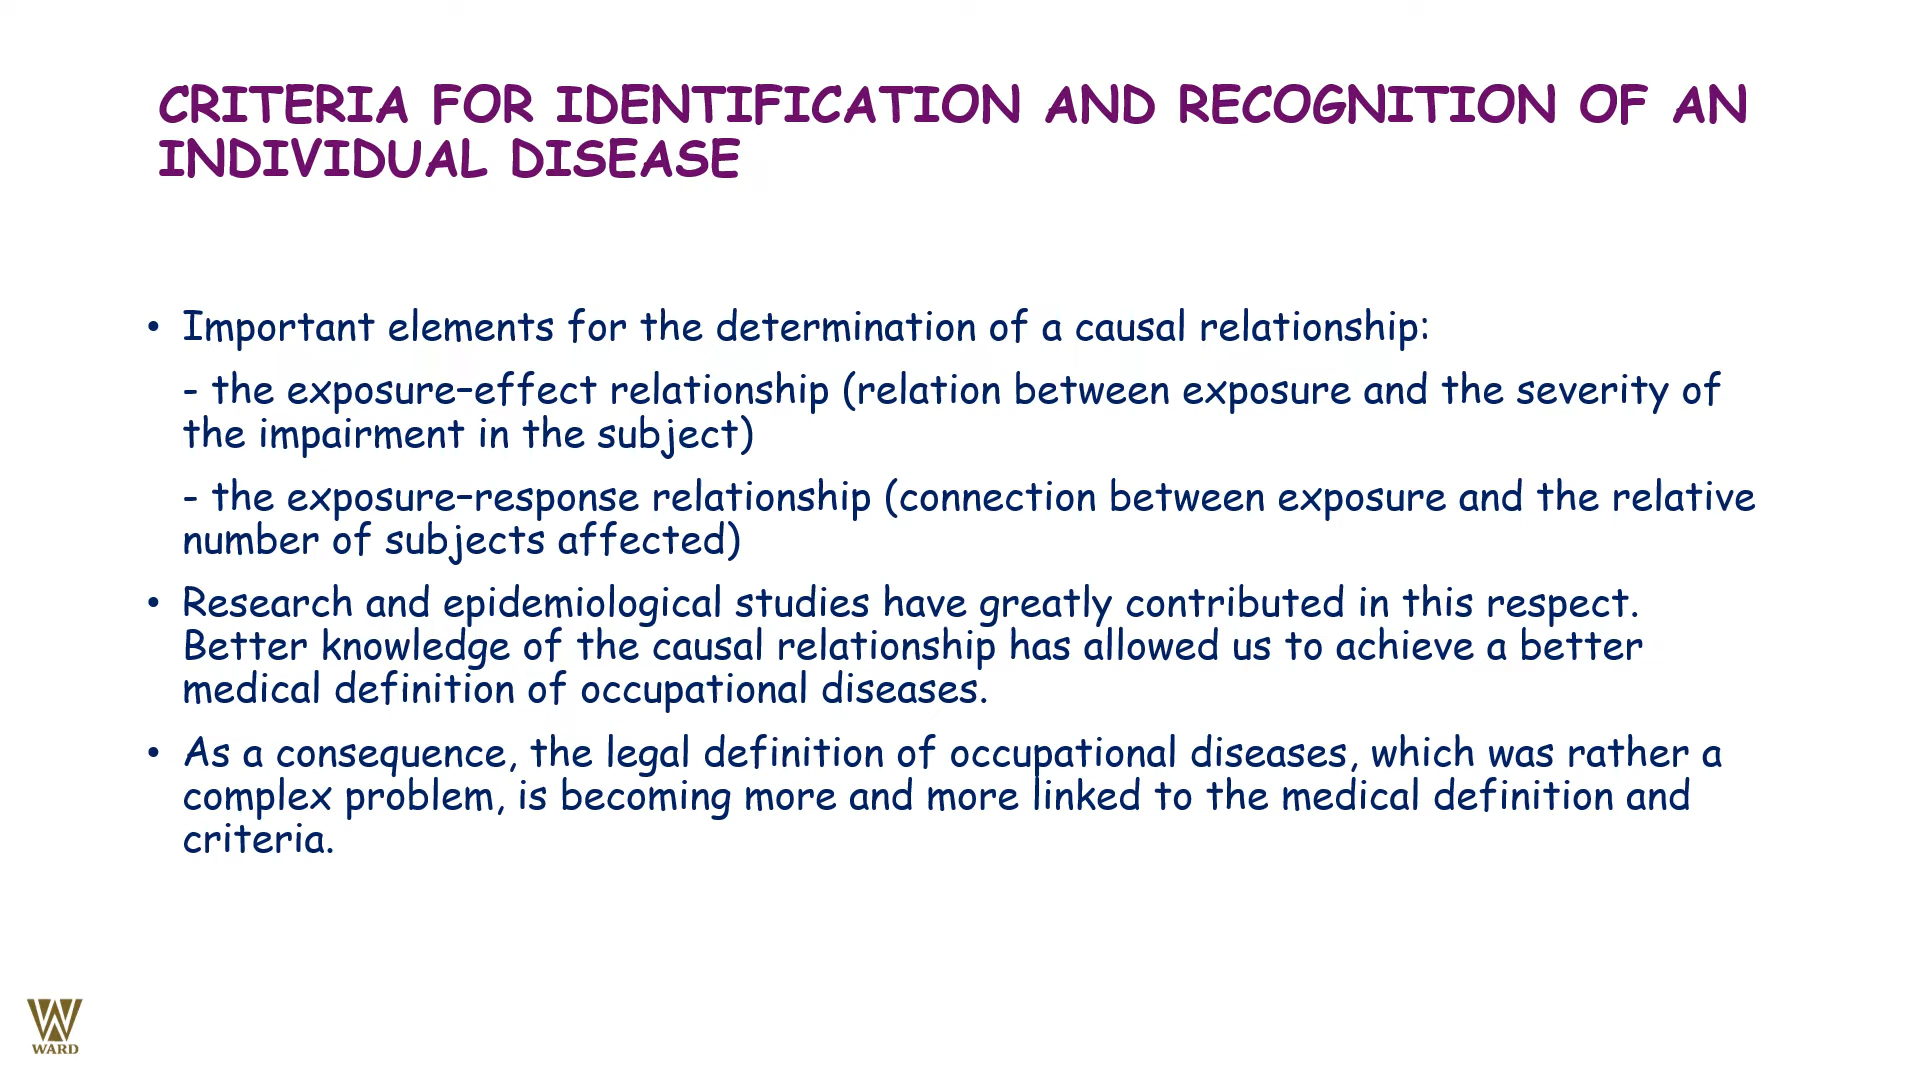 CRITERIA FOR IDENTIFICATION AND RECOGNITION OF AN
INDIVIDUAL DISEASE
• Important elements for the determination of a causal relationship:
- the exposure–effect relationship (relation between exposure and the severity of
the impairment in the subject)
- the exposure–response relationship (connection between exposure and the relative
number of subjects affected)
• Research and epidemiological studies have greatly contributed in this respect.
Better knowledge of the causal relationship has allowed us to achieve a better
medical definition of occupational diseases.
• As a consequence, the legal definition of occupational diseases, which was rather a
complex problem, is becoming more and more linked to the medical definition and
criteria.
WARD